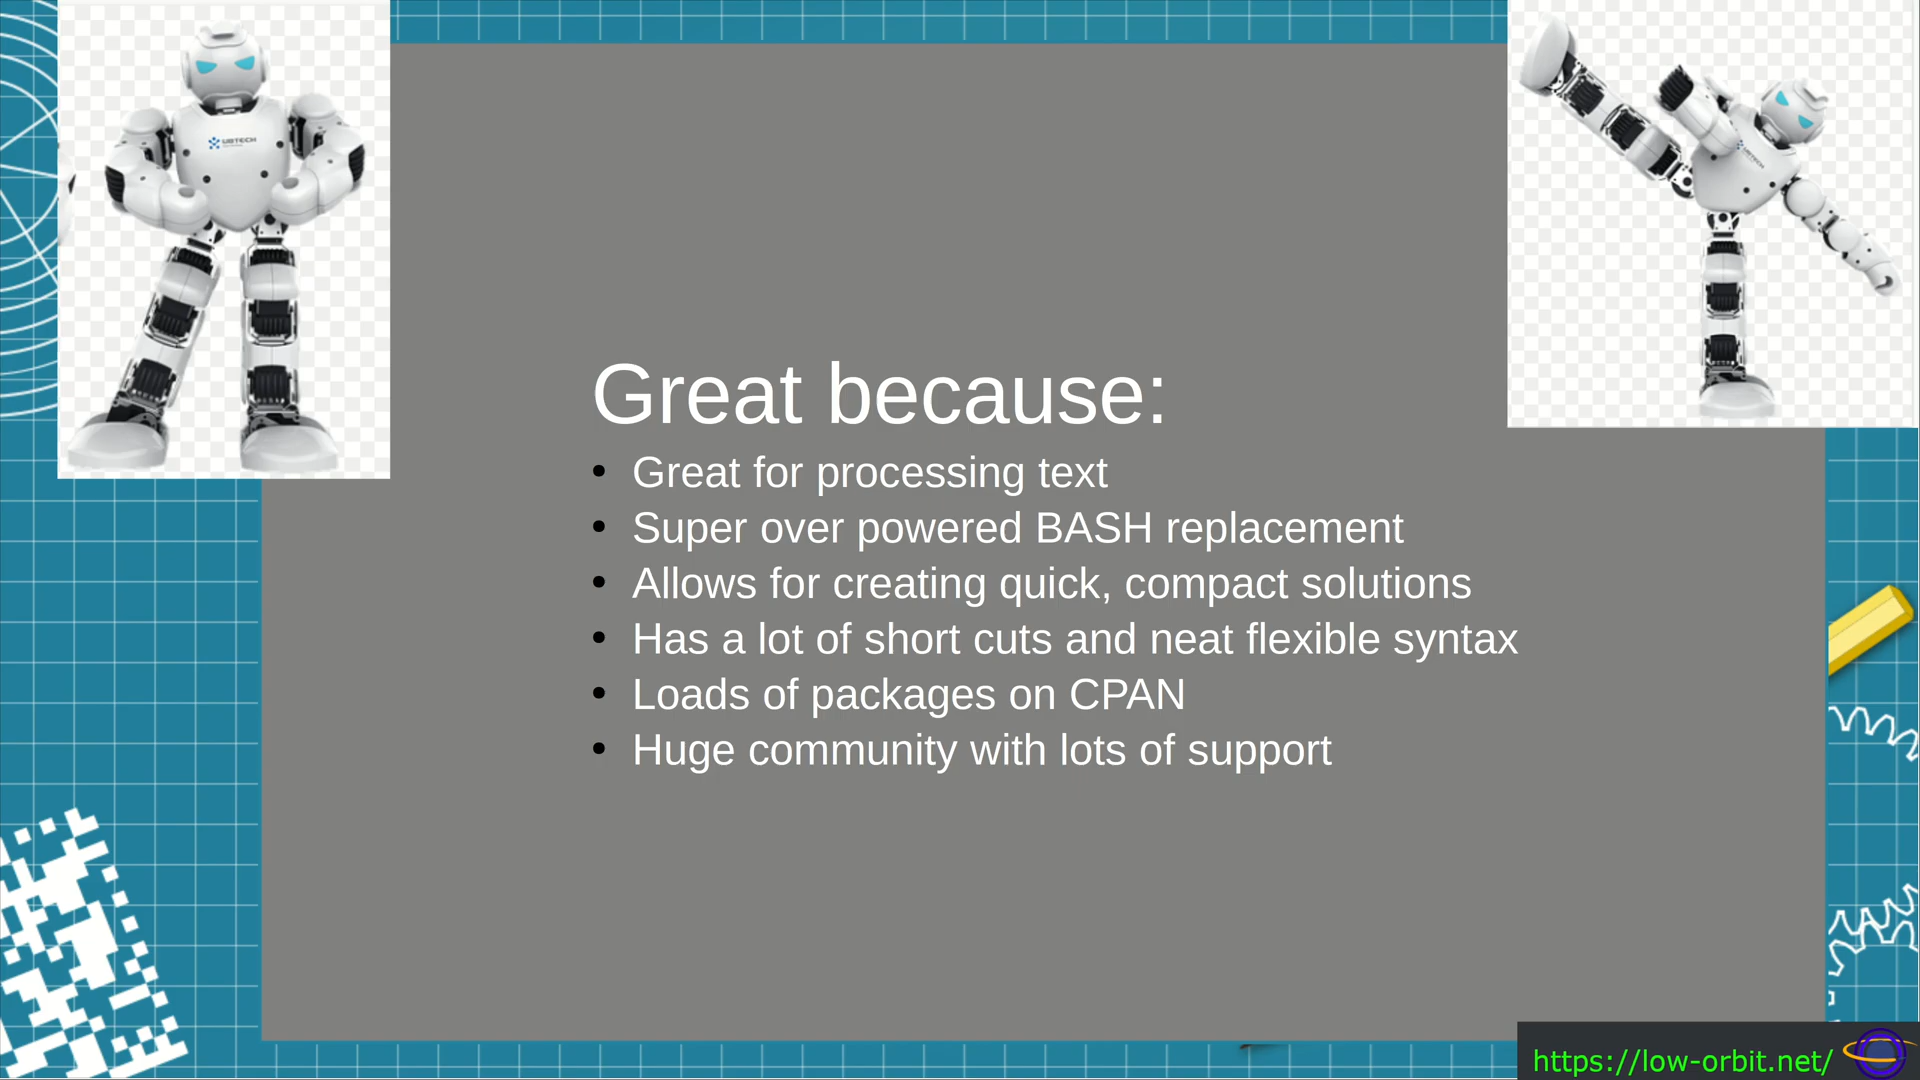 UBTECH
UBTECH
Great because:
• Great for processing text
• Super over powered BASH replacement
• Allows for creating quick, compact solutions
• Has a lot of short cuts and neat flexible syntax
• Loads of packages on CPAN
• Huge community with lots of support
https://low-orbit.net/